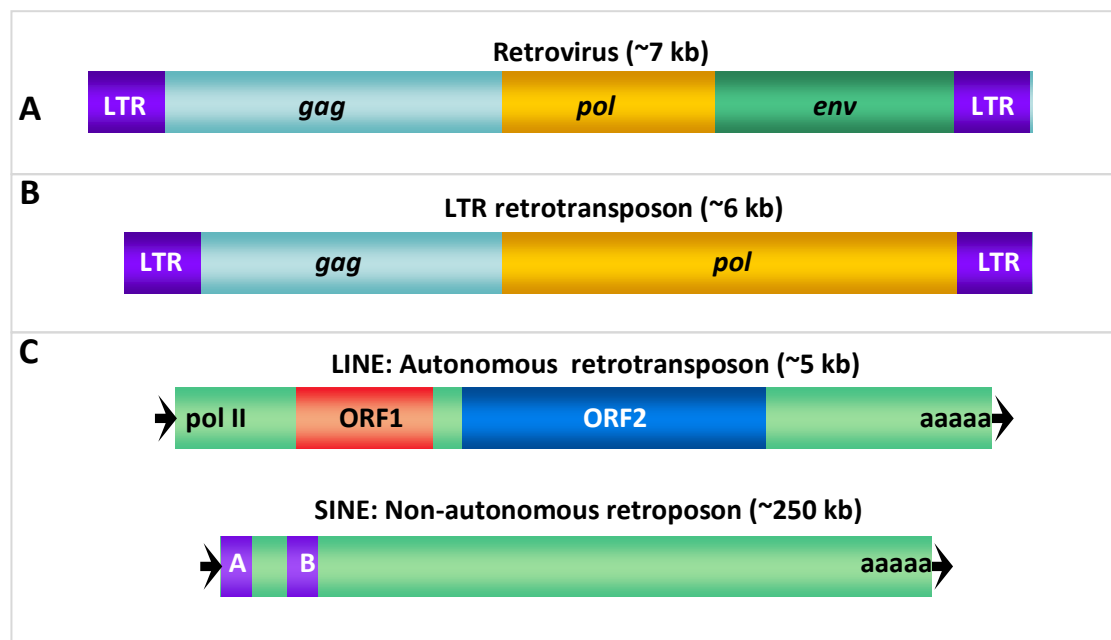 Retrovirus (~7 kb)
A
LTR gag pol env LTR
B
LTR retrotransposon (~6 kb)
LTR gag pol LTR
C
LINE: Autonomous retrotransposon (~5 kb)
pol II ORF1 ORF2 aaaaa
SINE: Non-autonomous retroposon (~250 kb)
A B aaaaa